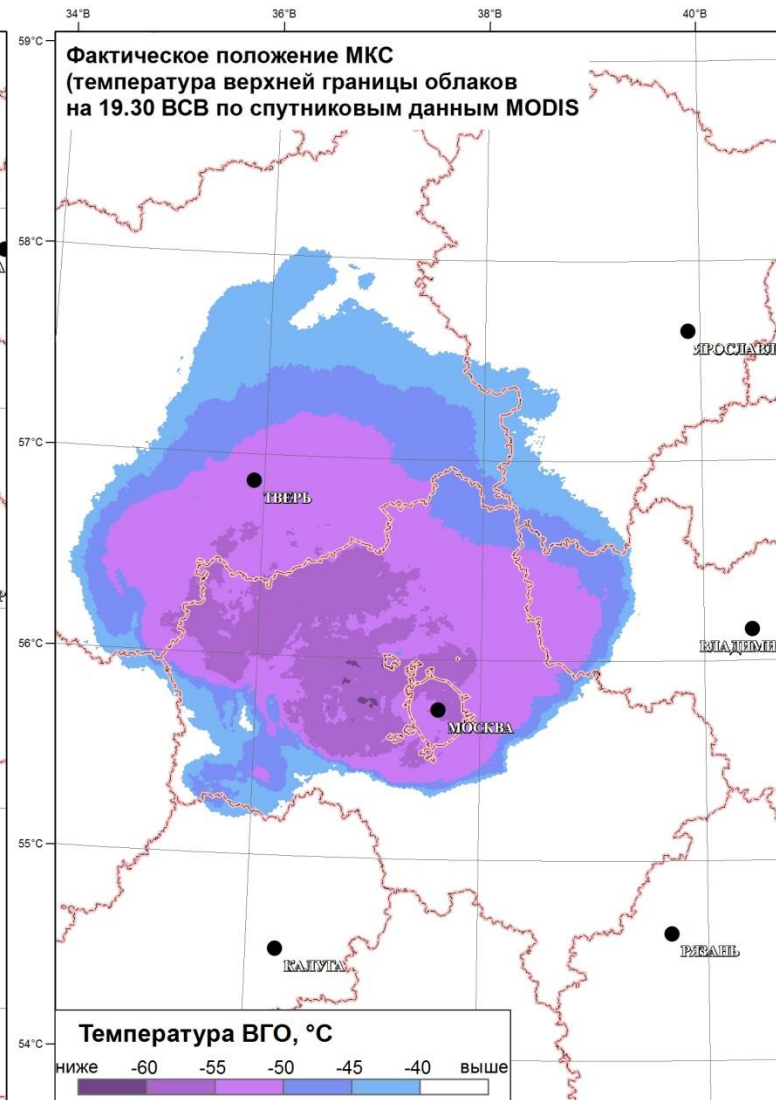 34°В 36°В 38°В 40°В
59°С
Фактическое положение МКС
(температура верхней границы облаков
на 19.30 ВСВ по спутниковым данным MODIS
58°С
ЯРОСЛАВЛ
57°С
ТВЕРЬ
56°С
ВЛАДИМИ
МОСКВА
55°С
КАЛУГА
РЯЗАНЬ
54°С
Температура ВГО, °С
ниже -60 -55 -50 -45 -40 выше